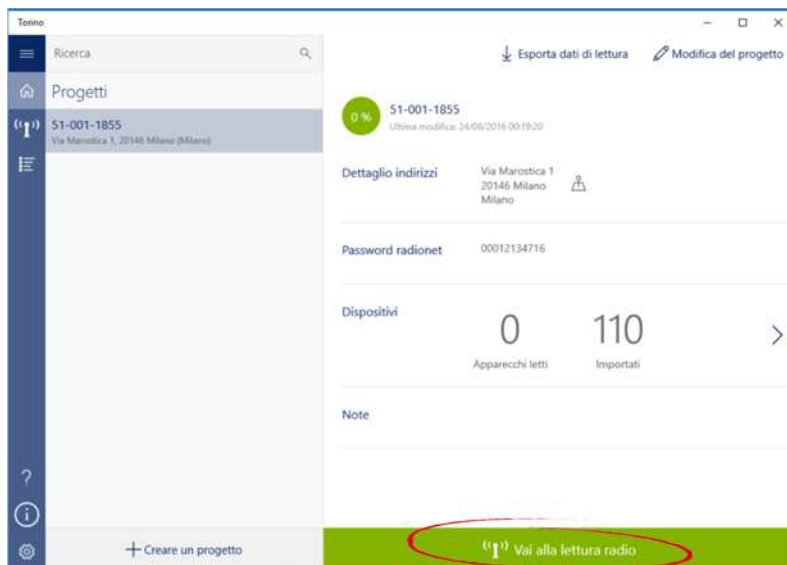 Torino
Ricerca
Esporta dati di lettura
Modifica del progetto
Progetti
51-001-1855
Via Marostica 1, 20146 Milano (Milano)
0 %
51-001-1855
Ultima modifica: 24/06/2016 00:19:20
Dettaglio indirizzi
Via Marostica 1
20146 Milano
Milano
Password radionet
00012134716
Dispositivi
0
110
Apparecchi letti
Importati
Note
+ Creare un progetto
Vai alla lettura radio